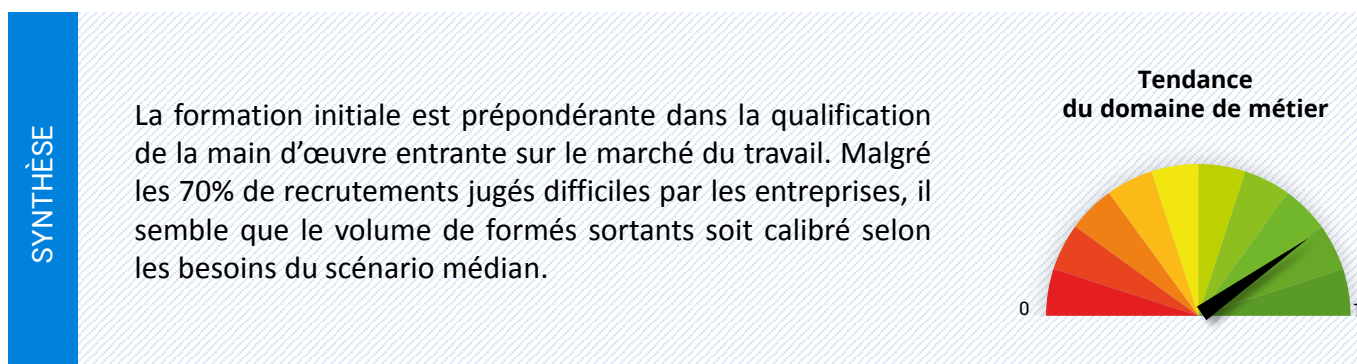 SYNTHÈSE
La formation initiale est prépondérante dans la qualification
de la main d’œuvre entrante sur le marché du travail. Malgré
les 70% de recrutements jugés difficiles par les entreprises, il
semble que le volume de formés sortants soit calibré selon
les besoins du scénario médian.
Tendance
du domaine de métier
0